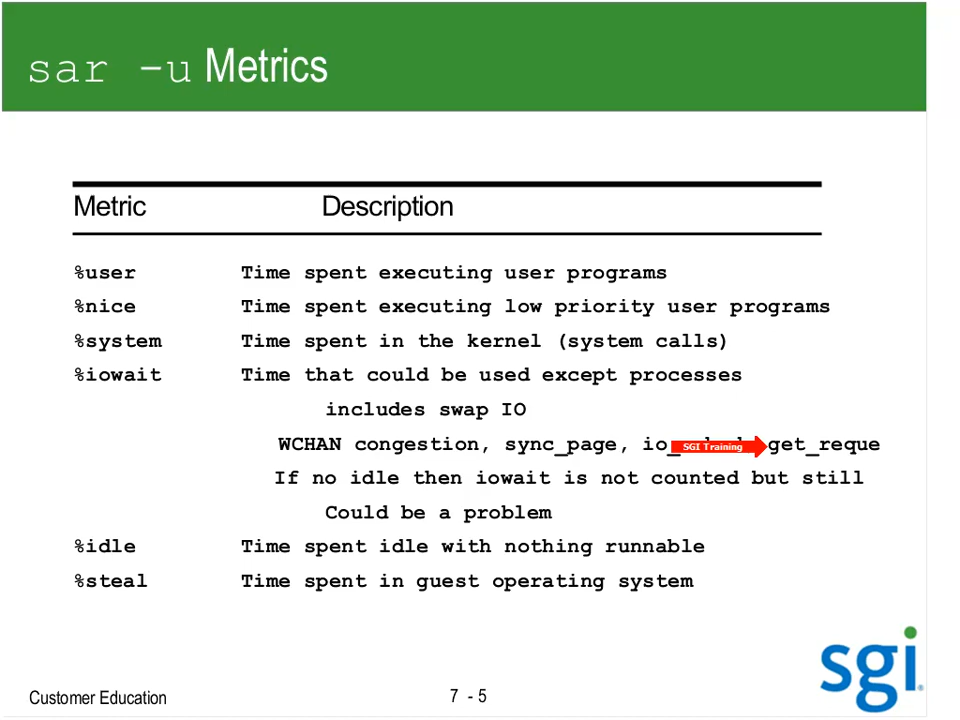 sar -u Metrics
Metric Description
%user Time spent executing user programs
%nice Time spent executing low priority user programs
%system Time spent in the kernel (system calls)
%iowait Time that could be used except processes
includes swap IO
WCHAN congestion, sync_page, get_reque
SGI Training
If no idle then iowait is not counted but still
Could be a problem
%idle Time spent idle with nothing runnable
%steal Time spent in guest operating system
sgi®
Customer Education
7 - 5